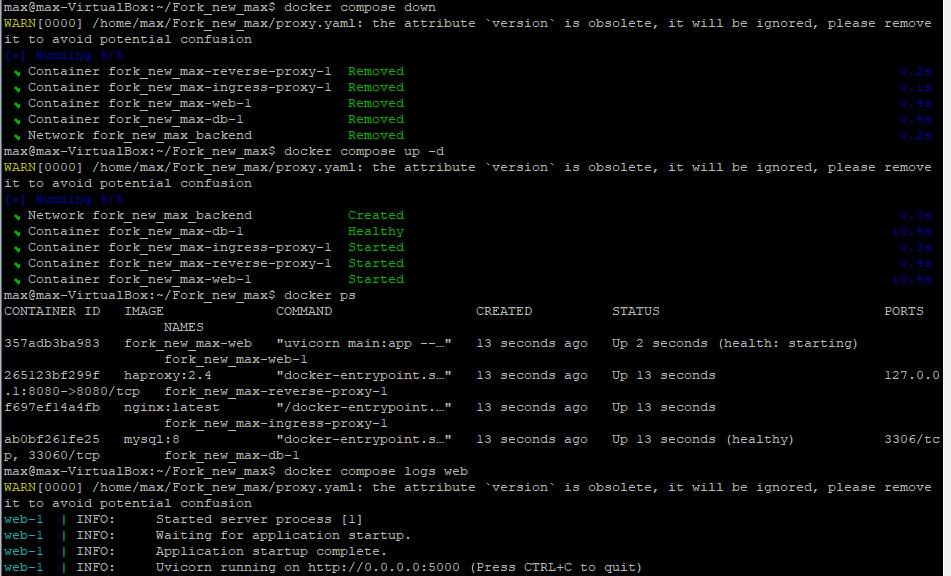 max@max-VirtualBox:~/Fork_new_max$ docker compose down
WARN[0000] /home/max/Fork_new_max/proxy.yaml: the attribute `version` is obsolete, it will be ignored, please remove
it to avoid potential confusion
[+] Running 5/5
✔ Container fork_new_max-reverse-proxy-1 Removed 0.2s
✔ Container fork_new_max-ingress-proxy-1 Removed 0.1s
✔ Container fork_new_max-web-1 Removed 0.4s
✔ Container fork_new_max-db-1 Removed 0.9s
✔ Network fork_new_max_backend Removed 0.2s
max@max-VirtualBox:~/Fork_new_max$ docker compose up -d
WARN[0000] /home/max/Fork_new_max/proxy.yaml: the attribute `version` is obsolete, it will be ignored, please remove
it to avoid potential confusion
[+] Running 5/5
✔ Network fork_new_max_backend Created 0.0s
✔ Container fork_new_max-db-1 Healthy 10.9s
✔ Container fork_new_max-ingress-proxy-1 Started 0.3s
✔ Container fork_new_max-reverse-proxy-1 Started 0.4s
✔ Container fork_new_max-web-1 Started 10.9s
max@max-VirtualBox:~/Fork_new_max$ docker ps
CONTAINER ID IMAGE COMMAND CREATED STATUS PORTS
NAMES
357adb3ba983 fork_new_max-web "uvicorn main:app --…" 13 seconds ago Up 2 seconds (health: starting)
fork_new_max-web-1
265123bf299f haproxy:2.4 "docker-entrypoint.s…" 13 seconds ago Up 13 seconds 127.0.0
.1:8080->8080/tcp fork_new_max-reverse-proxy-1
f697ef14a4fb nginx:latest "/docker-entrypoint.…" 13 seconds ago Up 13 seconds
fork_new_max-ingress-proxy-1
ab0bf261fe25 mysql:8 "docker-entrypoint.s…" 13 seconds ago Up 13 seconds (healthy) 3306/tc
p, 33060/tcp fork_new_max-db-1
max@max-VirtualBox:~/Fork_new_max$ docker compose logs web
WARN[0000] /home/max/Fork_new_max/proxy.yaml: the attribute `version` is obsolete, it will be ignored, please remove
it to avoid potential confusion
web-1 | INFO: Started server process [1]
web-1 | INFO: Waiting for application startup.
web-1 | INFO: Application startup complete.
web-1 | INFO: Uvicorn running on http://0.0.0.0:5000 (Press CTRL+C to quit)